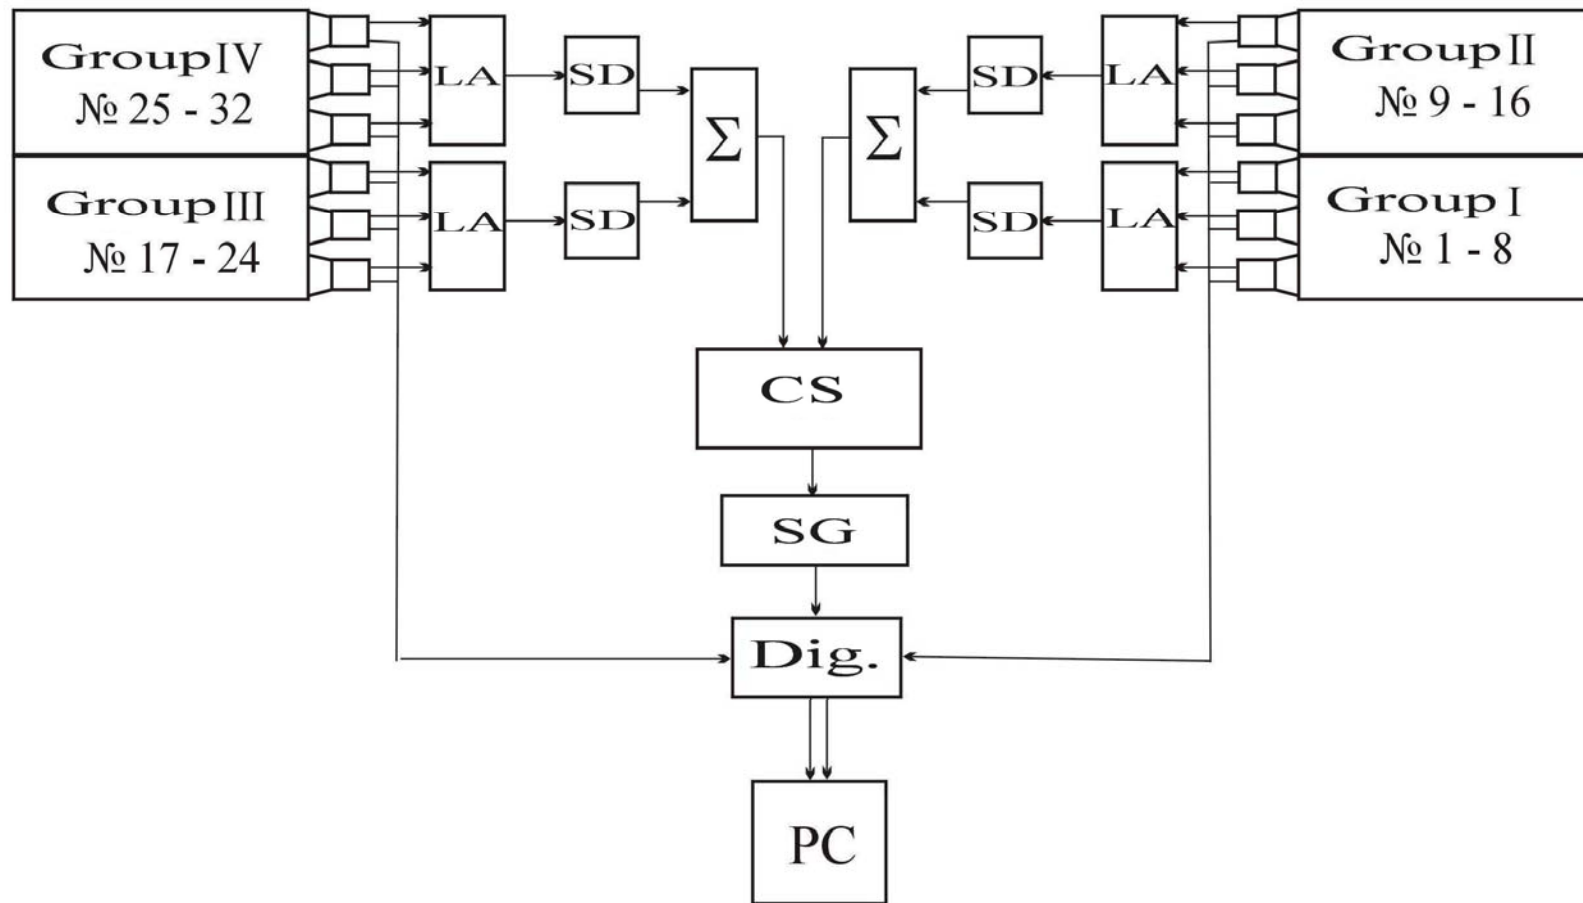 Group IV
№ 25 - 32
LA
SD
Σ
Σ
SD
LA
Group II
№ 9 - 16
Group III
№ 17 - 24
LA
SD
SD
LA
Group I
№ 1 - 8
CS
SG
Dig.
PC